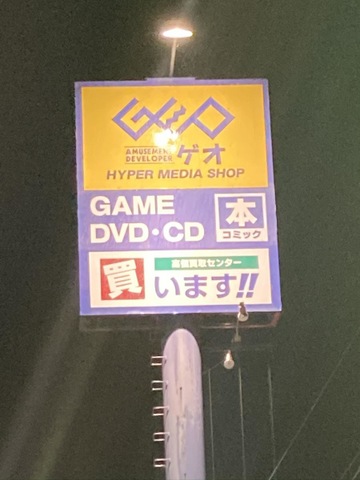 GEO
AMUSEMENT
DEVELOPER
ゲオ
HYPER MEDIA SHOP
GAME
DVD・CD
本
コミック
高価買取センター
買います!!